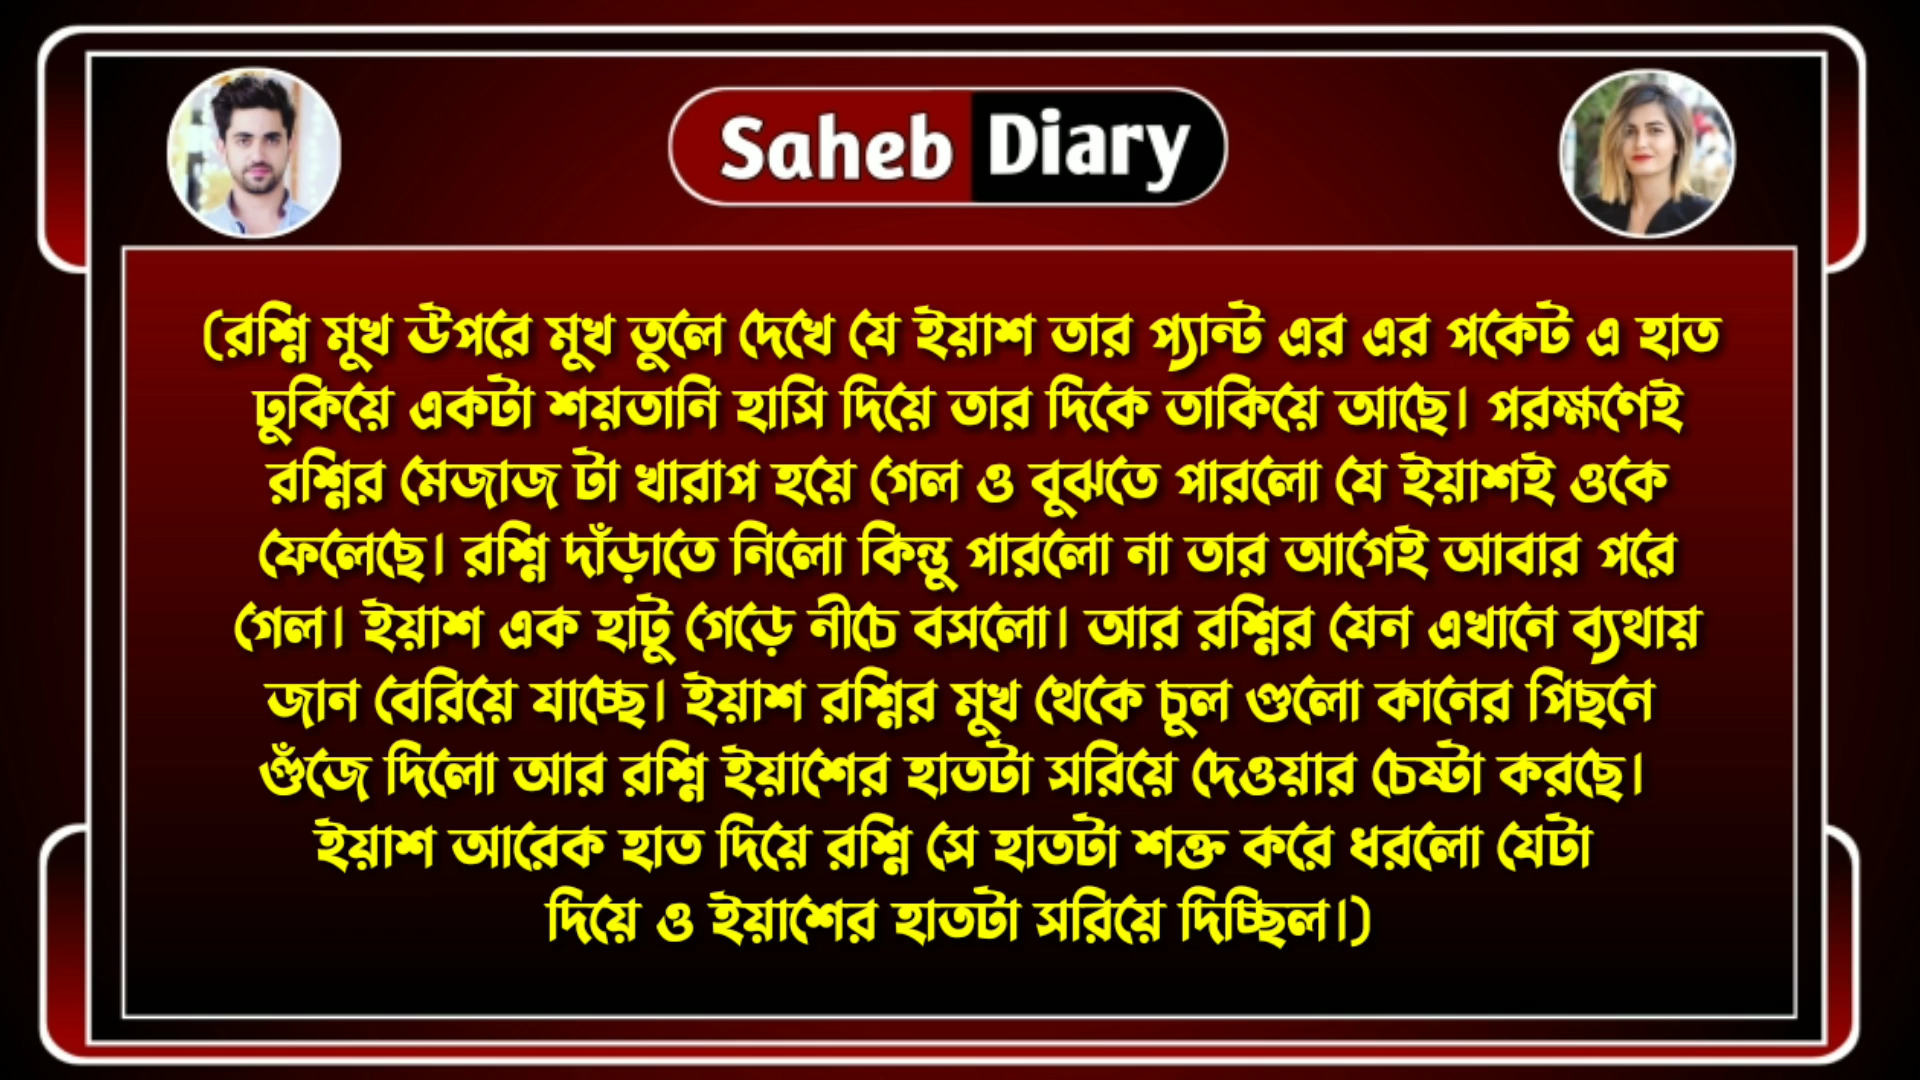 Saheb Diary
(রেশ্নি মুখ ঊপরে মুখ তুলে দেখে যে ইয়াশ তার প্যান্ট এর এর পকেট এ হাত
ঢুকিয়ে একটা শয়তানি হাসি দিয়ে তার দিকে তাকিয়ে আছে। পরক্ষণেই
রশ্নির মেজাজ টা খারাপ হয়ে গেল ও বুঝতে পারলো যে ইয়াশই ওকে
ফেলেছে। রশ্নি দাঁড়াতে নিলো কিন্তু পারলো না তার আগেই আবার পরে
গেল। ইয়াশ এক হাটু গেড়ে নীচে বসলো। আর রশ্নির যেন এখানে ব্যথায়
জান বেরিয়ে যাচ্ছে। ইয়াশ রশ্নির মুখ থেকে চুল গুলো কানের পিছনে
গুঁজে দিলো আর রশ্নি ইয়াশের হাতটা সরিয়ে দেওয়ার চেষ্টা করছে।
ইয়াশ আরেক হাত দিয়ে রশ্নি সে হাতটা শক্ত করে ধরলো যেটা
দিয়ে ও ইয়াশের হাতটা সরিয়ে দিচ্ছিল।)